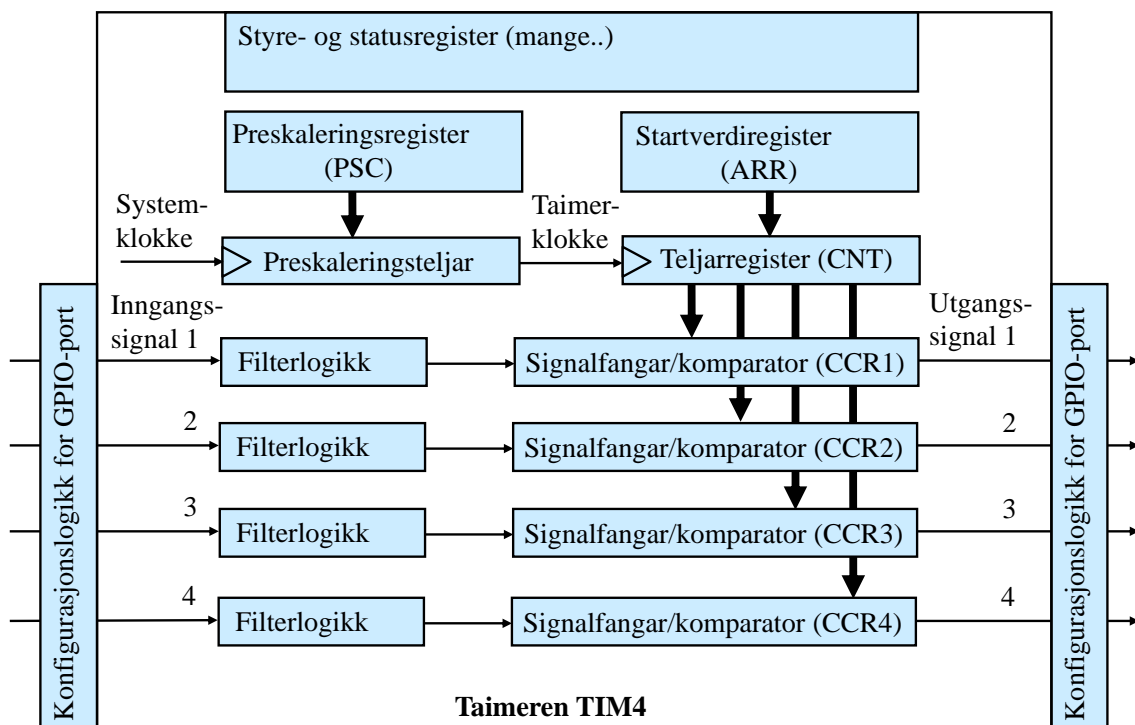 Styre- og statusregister (mange..)
Preskaleringsregister
(PSC)
Startverdiregister
(ARR)
System-
klokke
Taimer-
klokke
Preskaleringsteljar
Teljarregister (CNT)
Inngangs-
signal 1
Utgangs-
signal 1
Filterlogikk
Signalfangar/komparator (CCR1)
2
Filterlogikk
Signalfangar/komparator (CCR2)
2
3
Filterlogikk
Signalfangar/komparator (CCR3)
3
4
Filterlogikk
Signalfangar/komparator (CCR4)
4
Konfigurasjonslogikk for GPIO-port
Konfigurasjonslogikk for GPIO-port
Taimeren TIM4